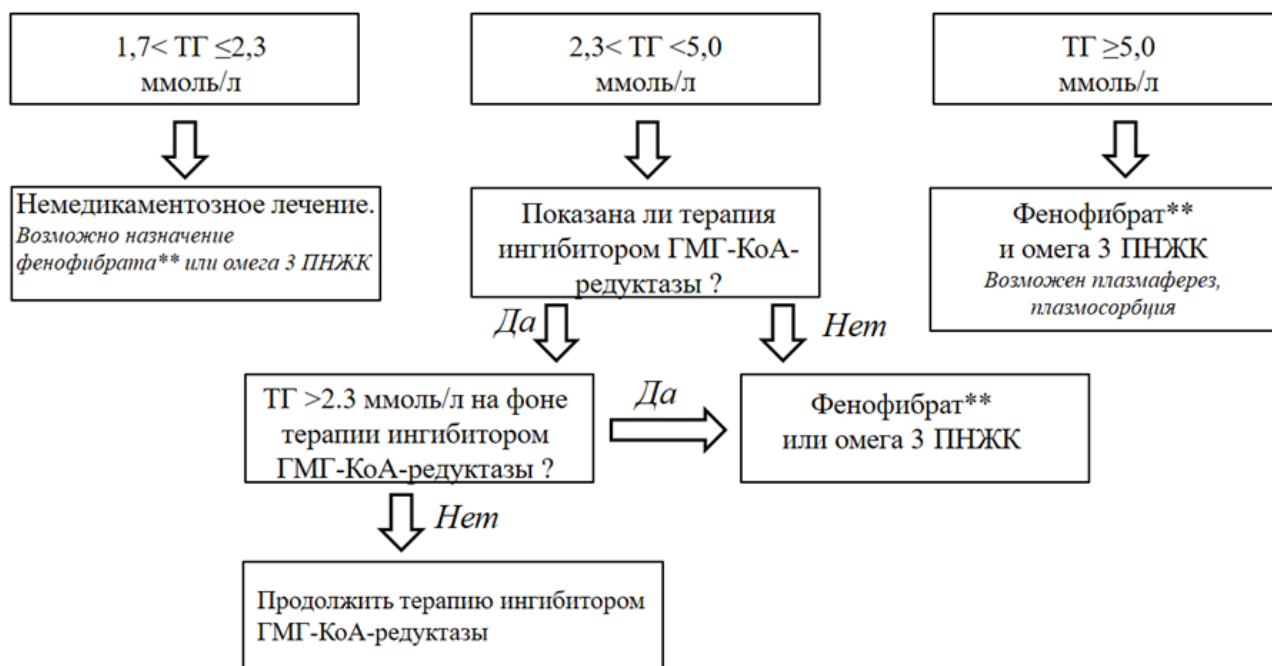 1,7< ТГ ≤2,3
ммоль/л
2,3< ТГ <5,0
ммоль/л
ТГ ≥5,0
ммоль/л
Немедикаментозное лечение.
Возможно назначение
фенофибрата** или омега 3 ПНЖК
Показана ли терапия
ингибитором ГМГ-КоА-
редуктазы ?
Фенофибрат**
и омега 3 ПНЖК
Возможен плазмаферез,
плазмосорбция
Да
Нет
ТГ >2.3 ммоль/л на фоне
терапии ингибитором
ГМГ-КоА-редуктазы ?
Да
Фенофибрат**
или омега 3 ПНЖК
Нет
Продолжить терапию ингибитором
ГМГ-КоА-редуктазы